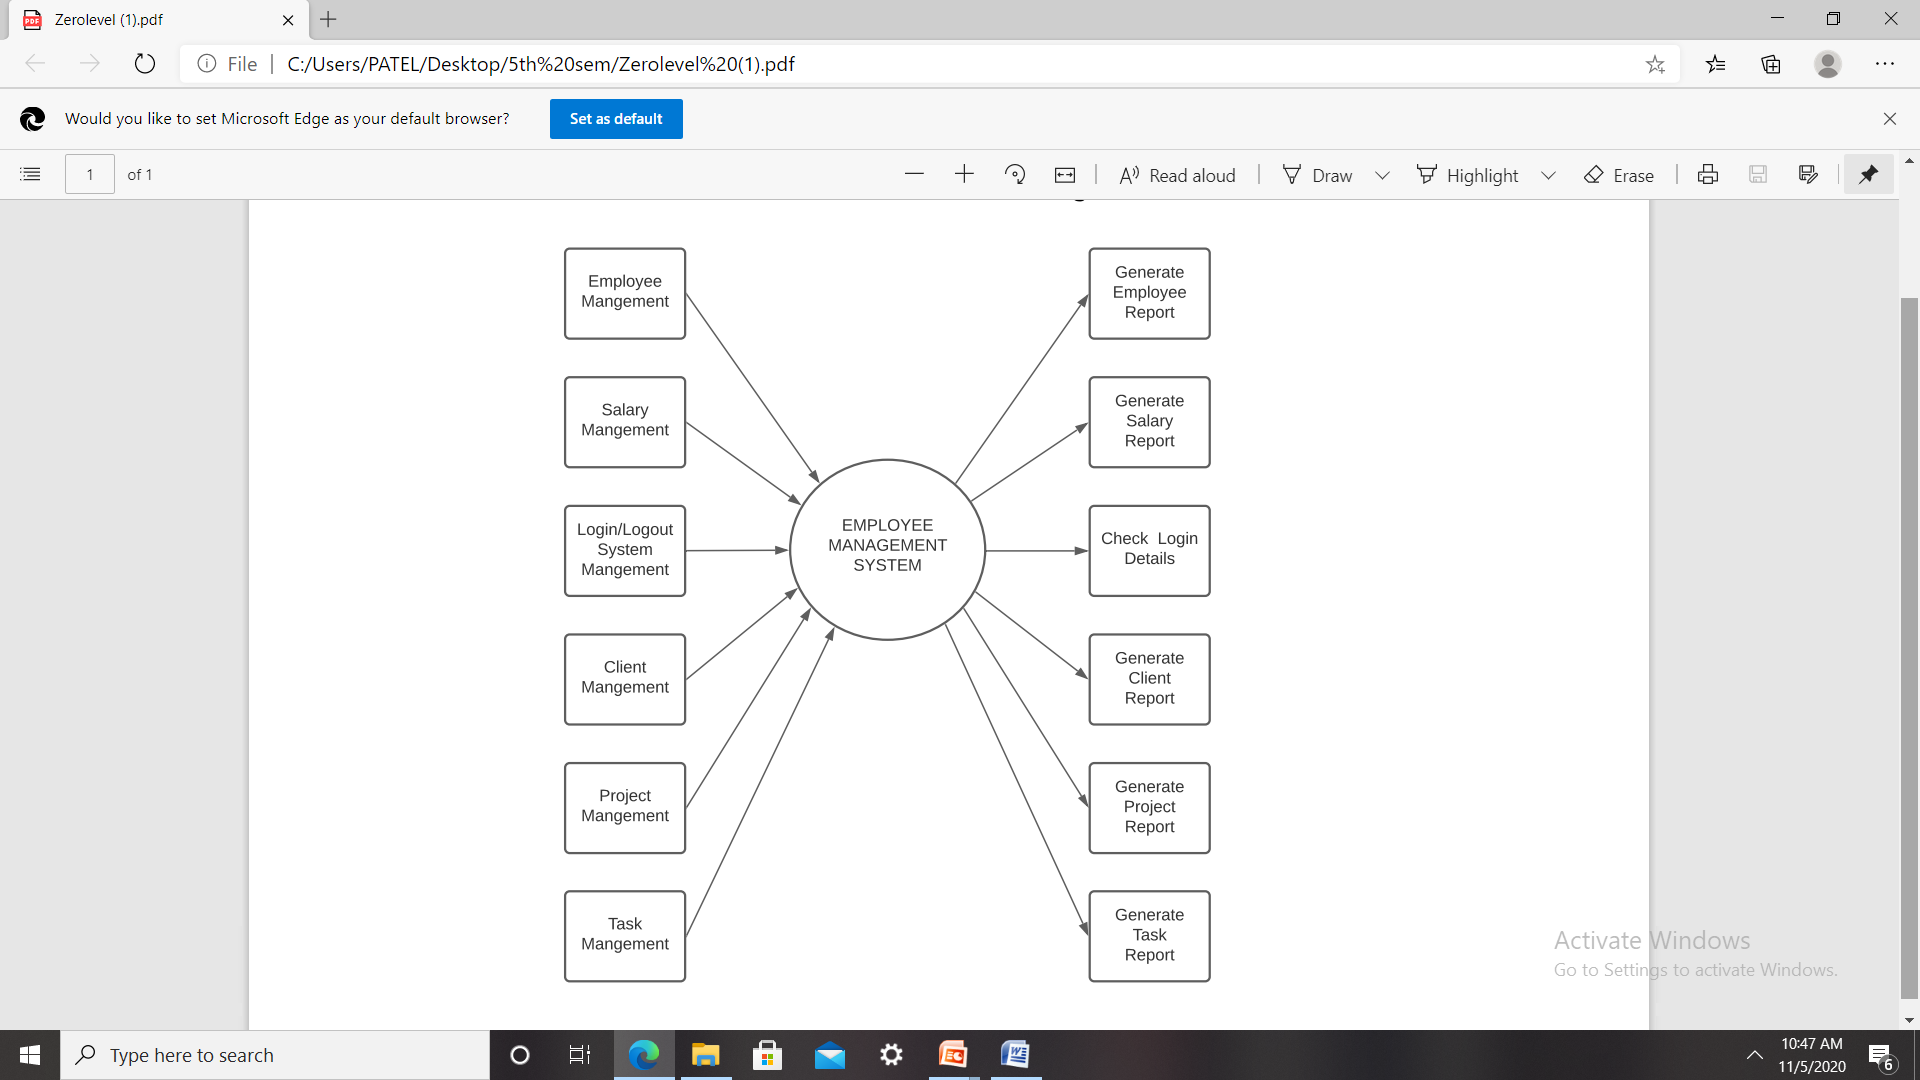 Zerolevel (1).pdf
File
C:/Users/PATEL/Desktop/5th%20sem/Zerolevel%20(1).pdf
Would you like to set Microsoft Edge as your default browser?
Set as default
1
of 1
Read aloud
Draw
Highlight
Erase
Employee
Mangement
Salary
Mangement
Login/Logout
System
Mangement
Client
Mangement
Project
Mangement
Task
Mangement
EMPLOYEE
MANAGEMENT
SYSTEM
Generate
Employee
Report
Generate
Salary
Report
Check Login
Details
Generate
Client
Report
Generate
Project
Report
Generate
Task
Report
Activate Windows
Go to Settings to activate Windows.
Type here to search
10:47 AM
11/5/2020
6